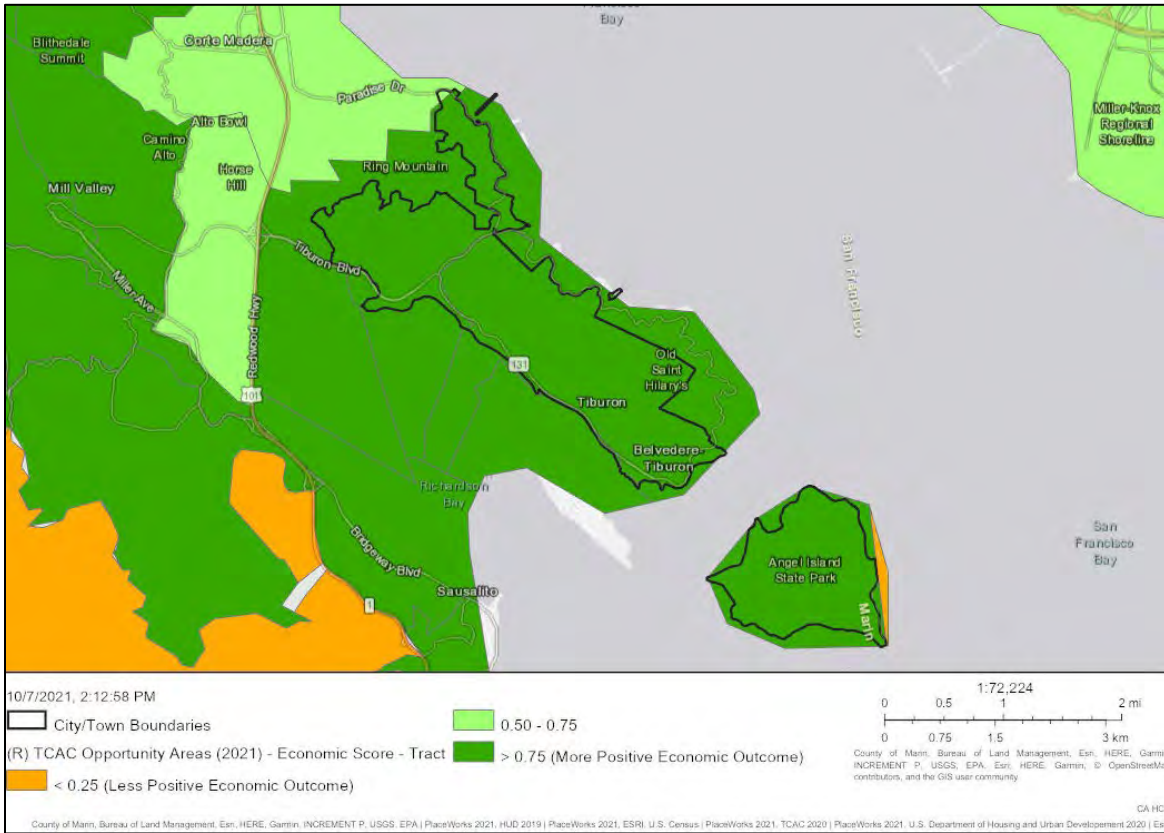 Francisco
Bay
Blithedale
Summit
Corte Madera
Paradise Dr
Miller-Knox
Regional
Shoreline
Alto Bowl
Camino
Alto
Horse
Hill
Ring Mountain
Mill Valley
Tiburon Blvd
San Francisco
Miller Ave
Redwood Hwy
Old
Saint
Hilary's
131
101
Tiburon
Belvedere-
Tiburon
Richardson
Bay
San
Francisco
Bay
Bridgeway Blvd
Angel Island
State Park
Sausalito
1
Marin
10/7/2021, 2:12:58 PM
City/Town Boundaries
(R) TCAC Opportunity Areas (2021) - Economic Score - Tract
< 0.25 (Less Positive Economic Outcome)
0.50 - 0.75
> 0.75 (More Positive Economic Outcome)
1:72,224
0 0.5 1 2 mi
0 0.75 1.5 3 km
County of Marin, Bureau of Land Management, Esri, HERE, Garmin
INCREMENT P, USGS, EPA, Esri, HERE, Garmin, © OpenStreetMa
contributors, and the GIS user community
CA HC
County of Marin, Bureau of Land Management, Esri, HERE, Garmin, INCREMENT P, USGS, EPA | PlaceWorks 2021, HUD 2019 | PlaceWorks 2021, ESRI, U.S. Census | PlaceWorks 2021, TCAC 2020 | PlaceWorks 2021, U.S. Department of Housing and Urban Developement 2020 | Es